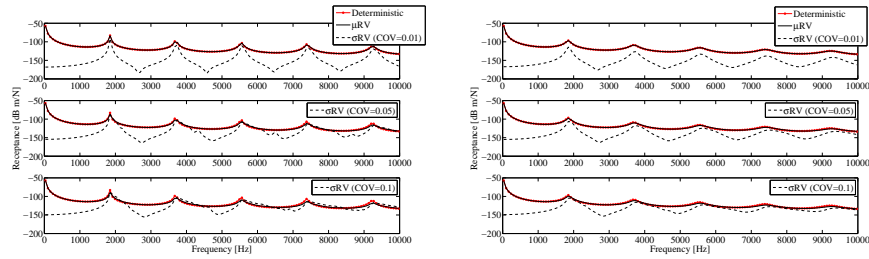 Deterministic
μRV
σRV (COV=0.01)
−50
−100
−150
−200
0 1000 2000 3000 4000 5000 6000 7000 8000 9000 10000
Receptance [dB m/N]
σRV (COV=0.05)
−50
−100
−150
−200
0 1000 2000 3000 4000 5000 6000 7000 8000 9000 10000
σRV (COV=0.1)
−50
−100
−150
−200
0 1000 2000 3000 4000 5000 6000 7000 8000 9000 10000
Frequency [Hz]
Deterministic
μRV
σRV (COV=0.01)
−50
−100
−150
−200
0 1000 2000 3000 4000 5000 6000 7000 8000 9000 10000
Receptance [dB m/N]
σRV (COV=0.05)
−50
−100
−150
−200
0 1000 2000 3000 4000 5000 6000 7000 8000 9000 10000
σRV (COV=0.1)
−50
−100
−150
−200
0 1000 2000 3000 4000 5000 6000 7000 8000 9000 10000
Frequency [Hz]